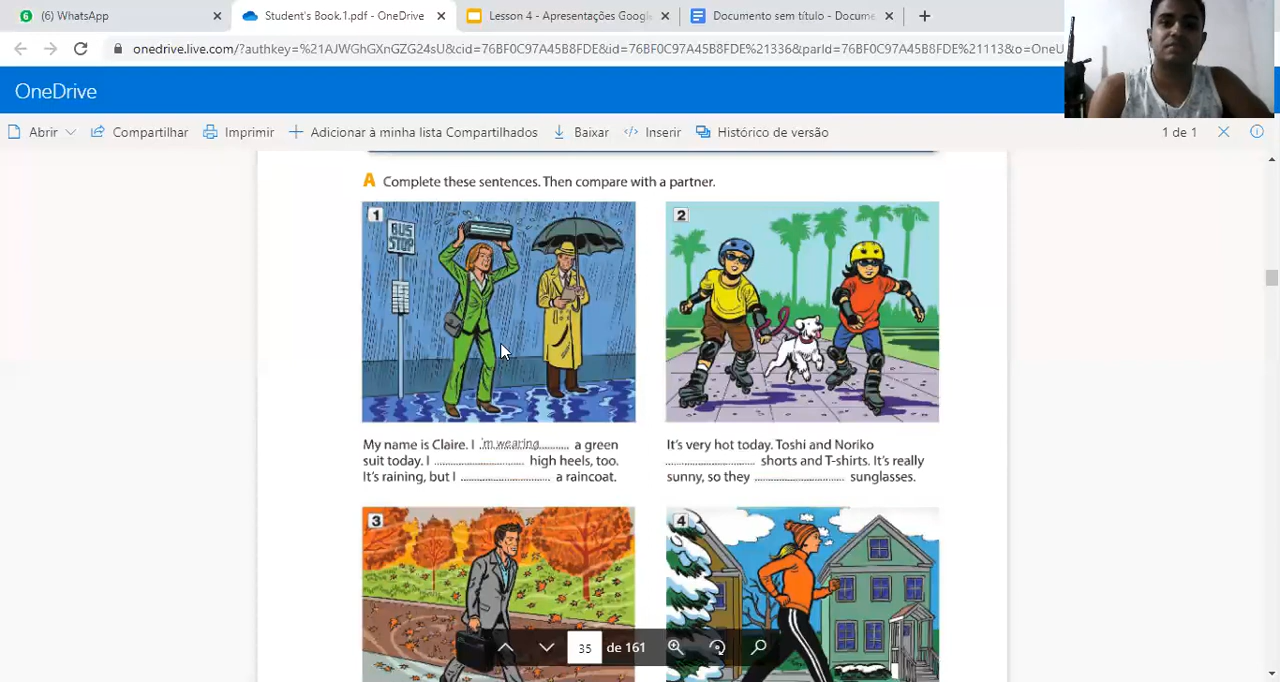 (6) WhatsApp
Student's Book.1.pdf - OneDrive
Lesson 4 - Apresentações Googl
Documento sem título - Docume
onedrive.live.com/?authkey=%21AJWGhGXnGZG24sU&cid=76BF0C97A45B8FDE&id=76BF0C97A45B8FDE%21336&parId=76BF0C97A45B8FDE%21113&o=OneU
OneDrive
Abrir Compartilhar Imprimir Adicionar à minha lista Compartilhados Baixar Inserir Histórico de versão 1 de 1
A Complete these sentences. Then compare with a partner.
1
BUS
STOP
2
My name is Claire. I 'm wearing a green
suit today. I ............ high heels, too.
It's raining, but I ............ a raincoat.
It's very hot today. Toshi and Noriko
............ shorts and T-shirts. It's really
sunny, so they ............ sunglasses.
3
4
35 de 161